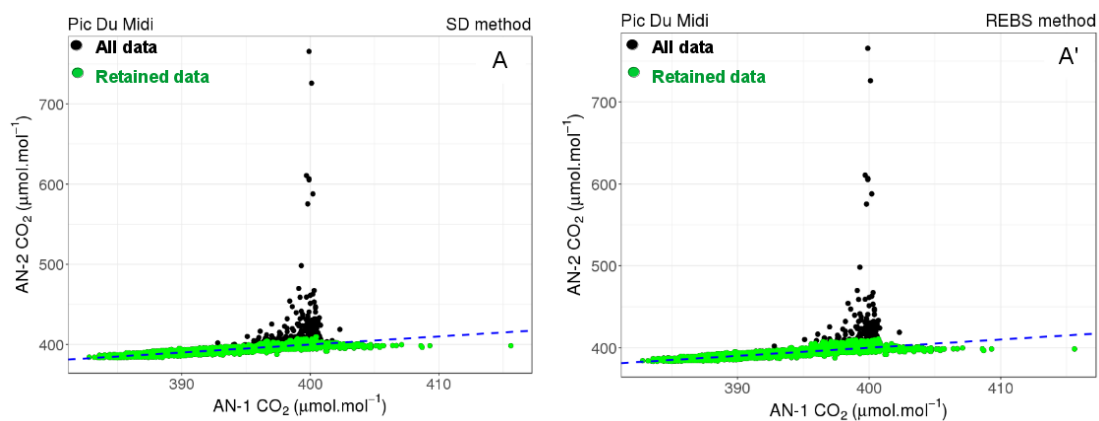 Pic Du Midi SD method
All data
A
Retained data
700
600
500
400
390 400 410
AN-2 CO₂ (μmol.mol⁻¹)
AN-1 CO₂ (μmol.mol⁻¹)
Pic Du Midi REBS method
All data
A'
Retained data
700
600
500
400
390 400 410
AN-2 CO₂ (μmol.mol⁻¹)
AN-1 CO₂ (μmol.mol⁻¹)